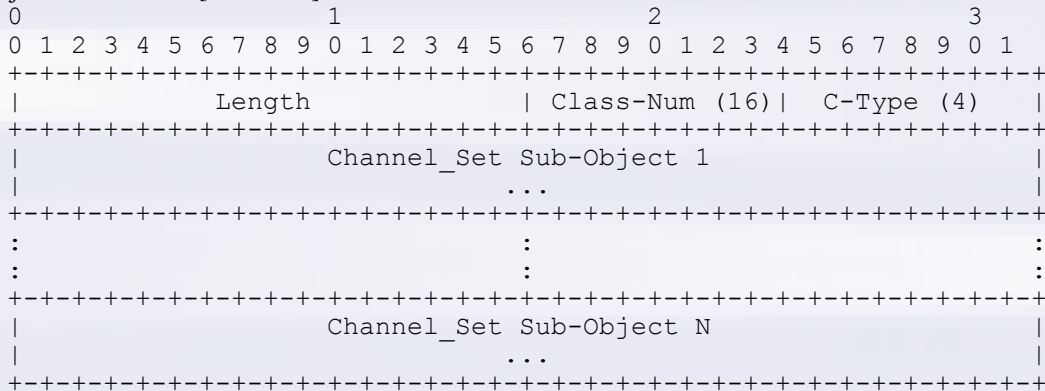 0                   1                   2                   3
0 1 2 3 4 5 6 7 8 9 0 1 2 3 4 5 6 7 8 9 0 1 2 3 4 5 6 7 8 9 0 1
+-+-+-+-+-+-+-+-+-+-+-+-+-+-+-+-+-+-+-+-+-+-+-+-+-+-+-+-+-+-+-+-+
|            Length             | Class-Num (16)|  C-Type (4)   |
+-+-+-+-+-+-+-+-+-+-+-+-+-+-+-+-+-+-+-+-+-+-+-+-+-+-+-+-+-+-+-+-+
|                   Channel_Set Sub-Object 1                    |
|                              ...                              |
+-+-+-+-+-+-+-+-+-+-+-+-+-+-+-+-+-+-+-+-+-+-+-+-+-+-+-+-+-+-+-+-+
:                               :                               :
:                               :                               :
+-+-+-+-+-+-+-+-+-+-+-+-+-+-+-+-+-+-+-+-+-+-+-+-+-+-+-+-+-+-+-+-+
|                   Channel_Set Sub-Object N                    |
|                              ...                              |
+-+-+-+-+-+-+-+-+-+-+-+-+-+-+-+-+-+-+-+-+-+-+-+-+-+-+-+-+-+-+-+-+